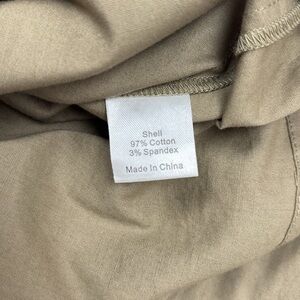 Shell
97% Cotton
3% Spandex
Made In China